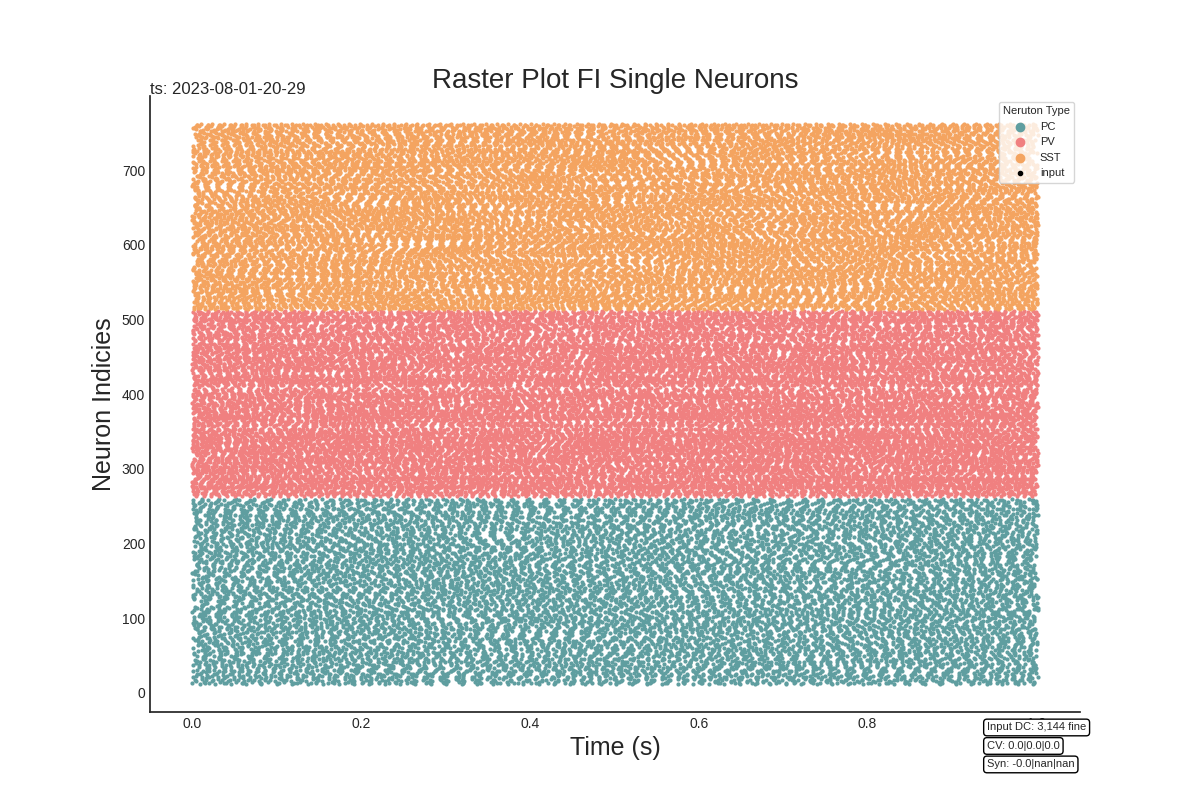 Raster Plot FI Single Neurons
ts: 2023-08-01-20-29
Neruton Type
PC
PV
SST
input
Neuron Indicies
700
600
500
400
300
200
100
0
0.0 0.2 0.4 0.6 0.8
Time (s)
Input DC: 3,144 fine
CV: 0.0|0.0|0.0
Syn: -0.0|nan|nan